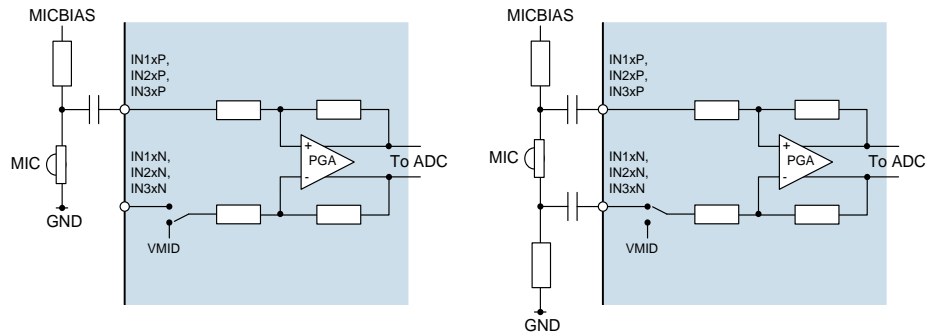 MICBIAS
IN1xP,
IN2xP,
IN3xP
+
PGA
-
To ADC
MIC
IN1xN,
IN2xN,
IN3xN
VMID
GND
MICBIAS
IN1xP,
IN2xP,
IN3xP
+
PGA
-
To ADC
MIC
IN1xN,
IN2xN,
IN3xN
VMID
GND